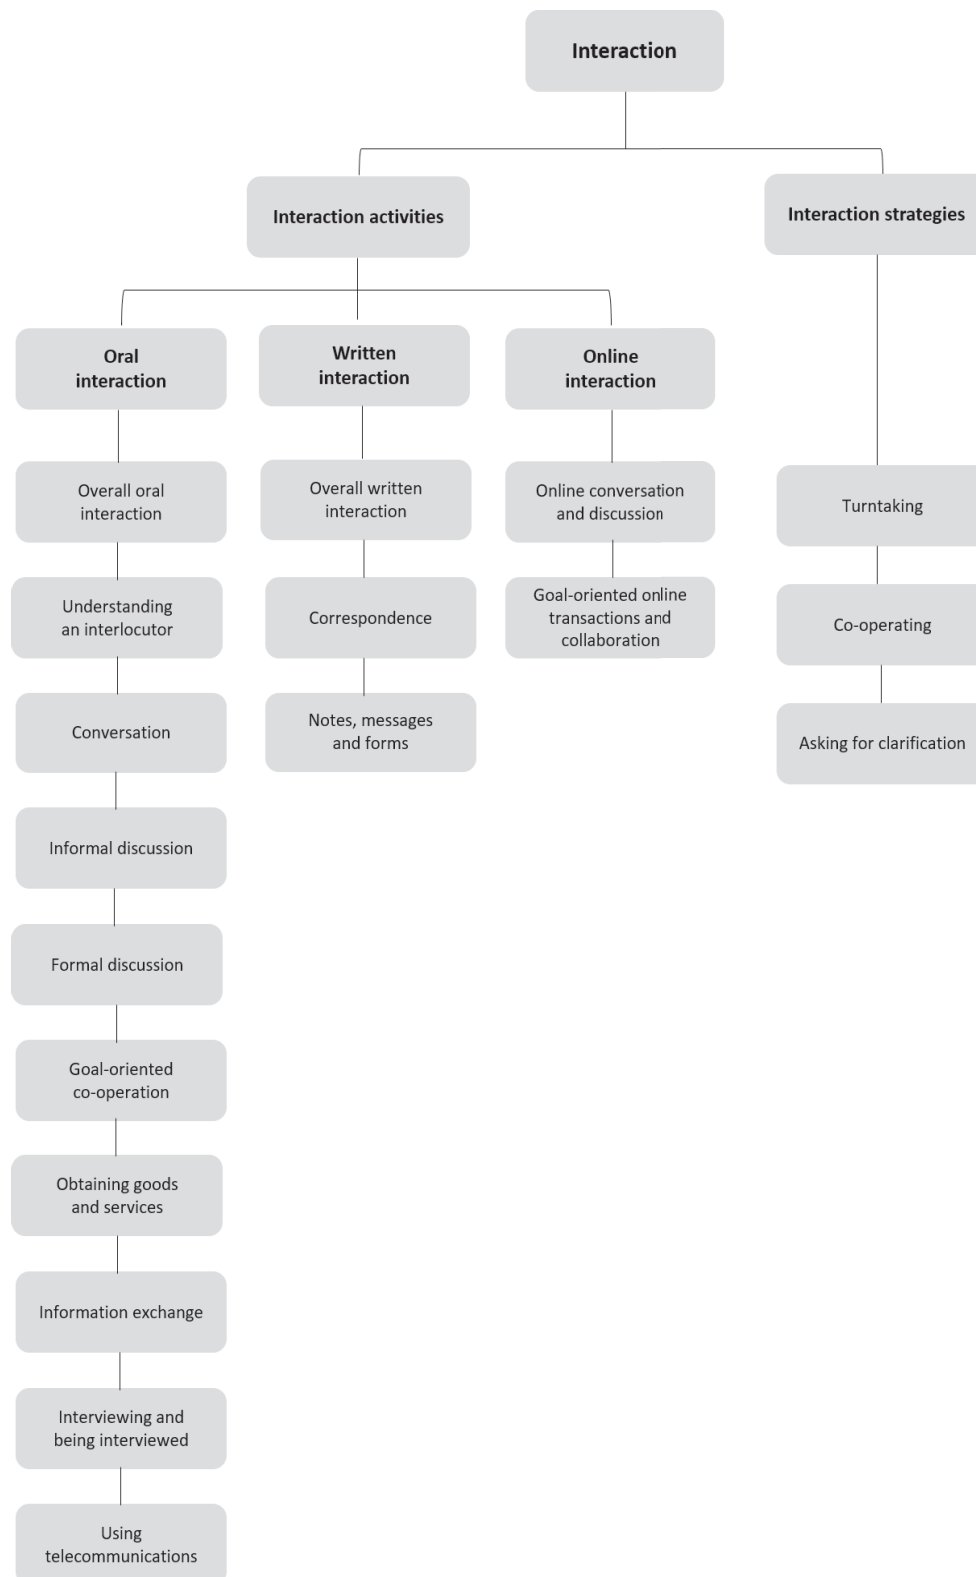 Interaction
Interaction activities
Interaction strategies
Oral
interaction
Written
interaction
Online
interaction
Overall oral
interaction
Understanding
an interlocutor
Conversation
Informal discussion
Formal discussion
Goal-oriented
co-operation
Obtaining goods
and services
Information exchange
Interviewing and
being interviewed
Using
telecommunications
Overall written
interaction
Correspondence
Notes, messages
and forms
Online conversation
and discussion
Goal-oriented online
transactions and
collaboration
Turntaking
Co-operating
Asking for clarification